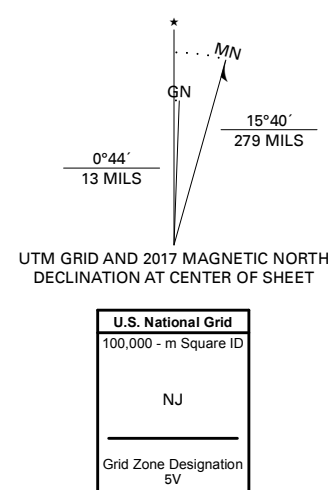 ★
MN
GN
15°40´
279 MILS
0°44´
13 MILS
UTM GRID AND 2017 MAGNETIC NORTH
DECLINATION AT CENTER OF SHEET
U.S. National Grid
100,000 - m Square ID
NJ
Grid Zone Designation
5V